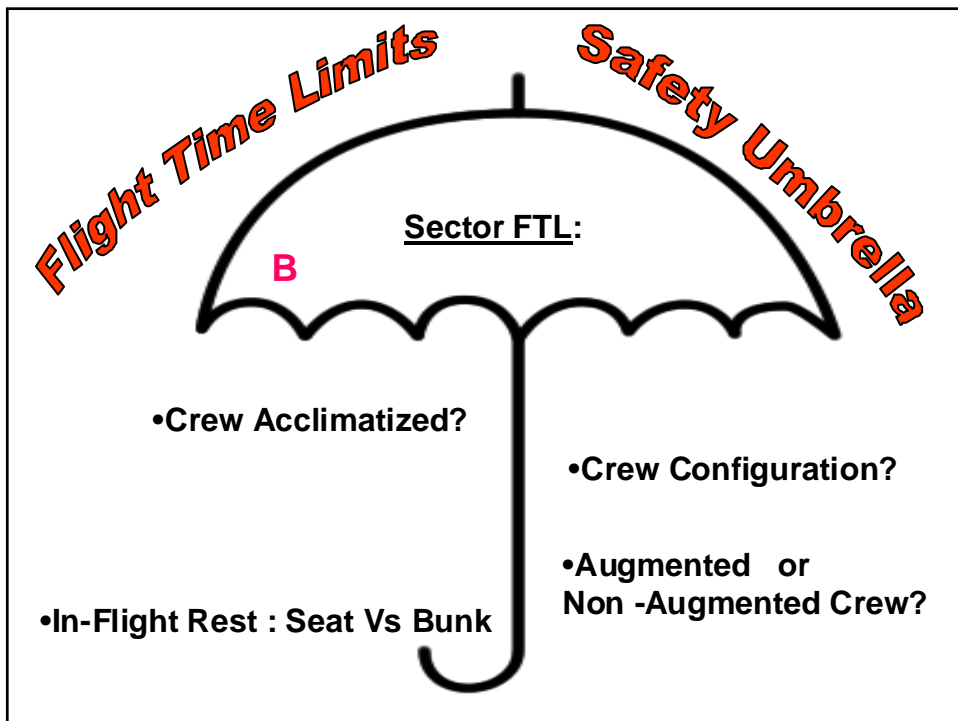 Flight Time Limits
Safety Umbrella
Sector FTL:
B
•Crew Acclimatized?
•Crew Configuration?
•Augmented or
Non -Augmented Crew?
•In-Flight Rest : Seat Vs Bunk